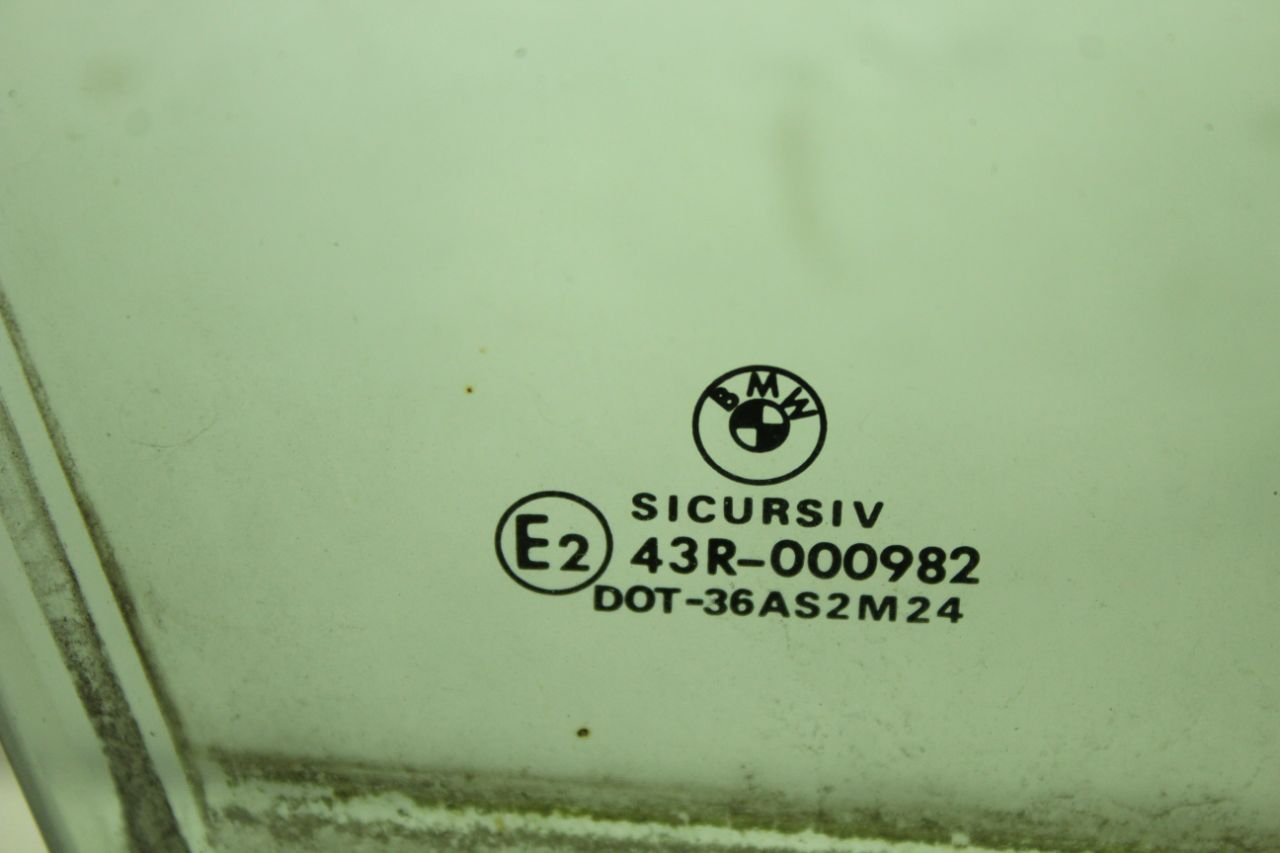 BMW
SICURSIV
E2
43R-000982
DOT-36AS2M24